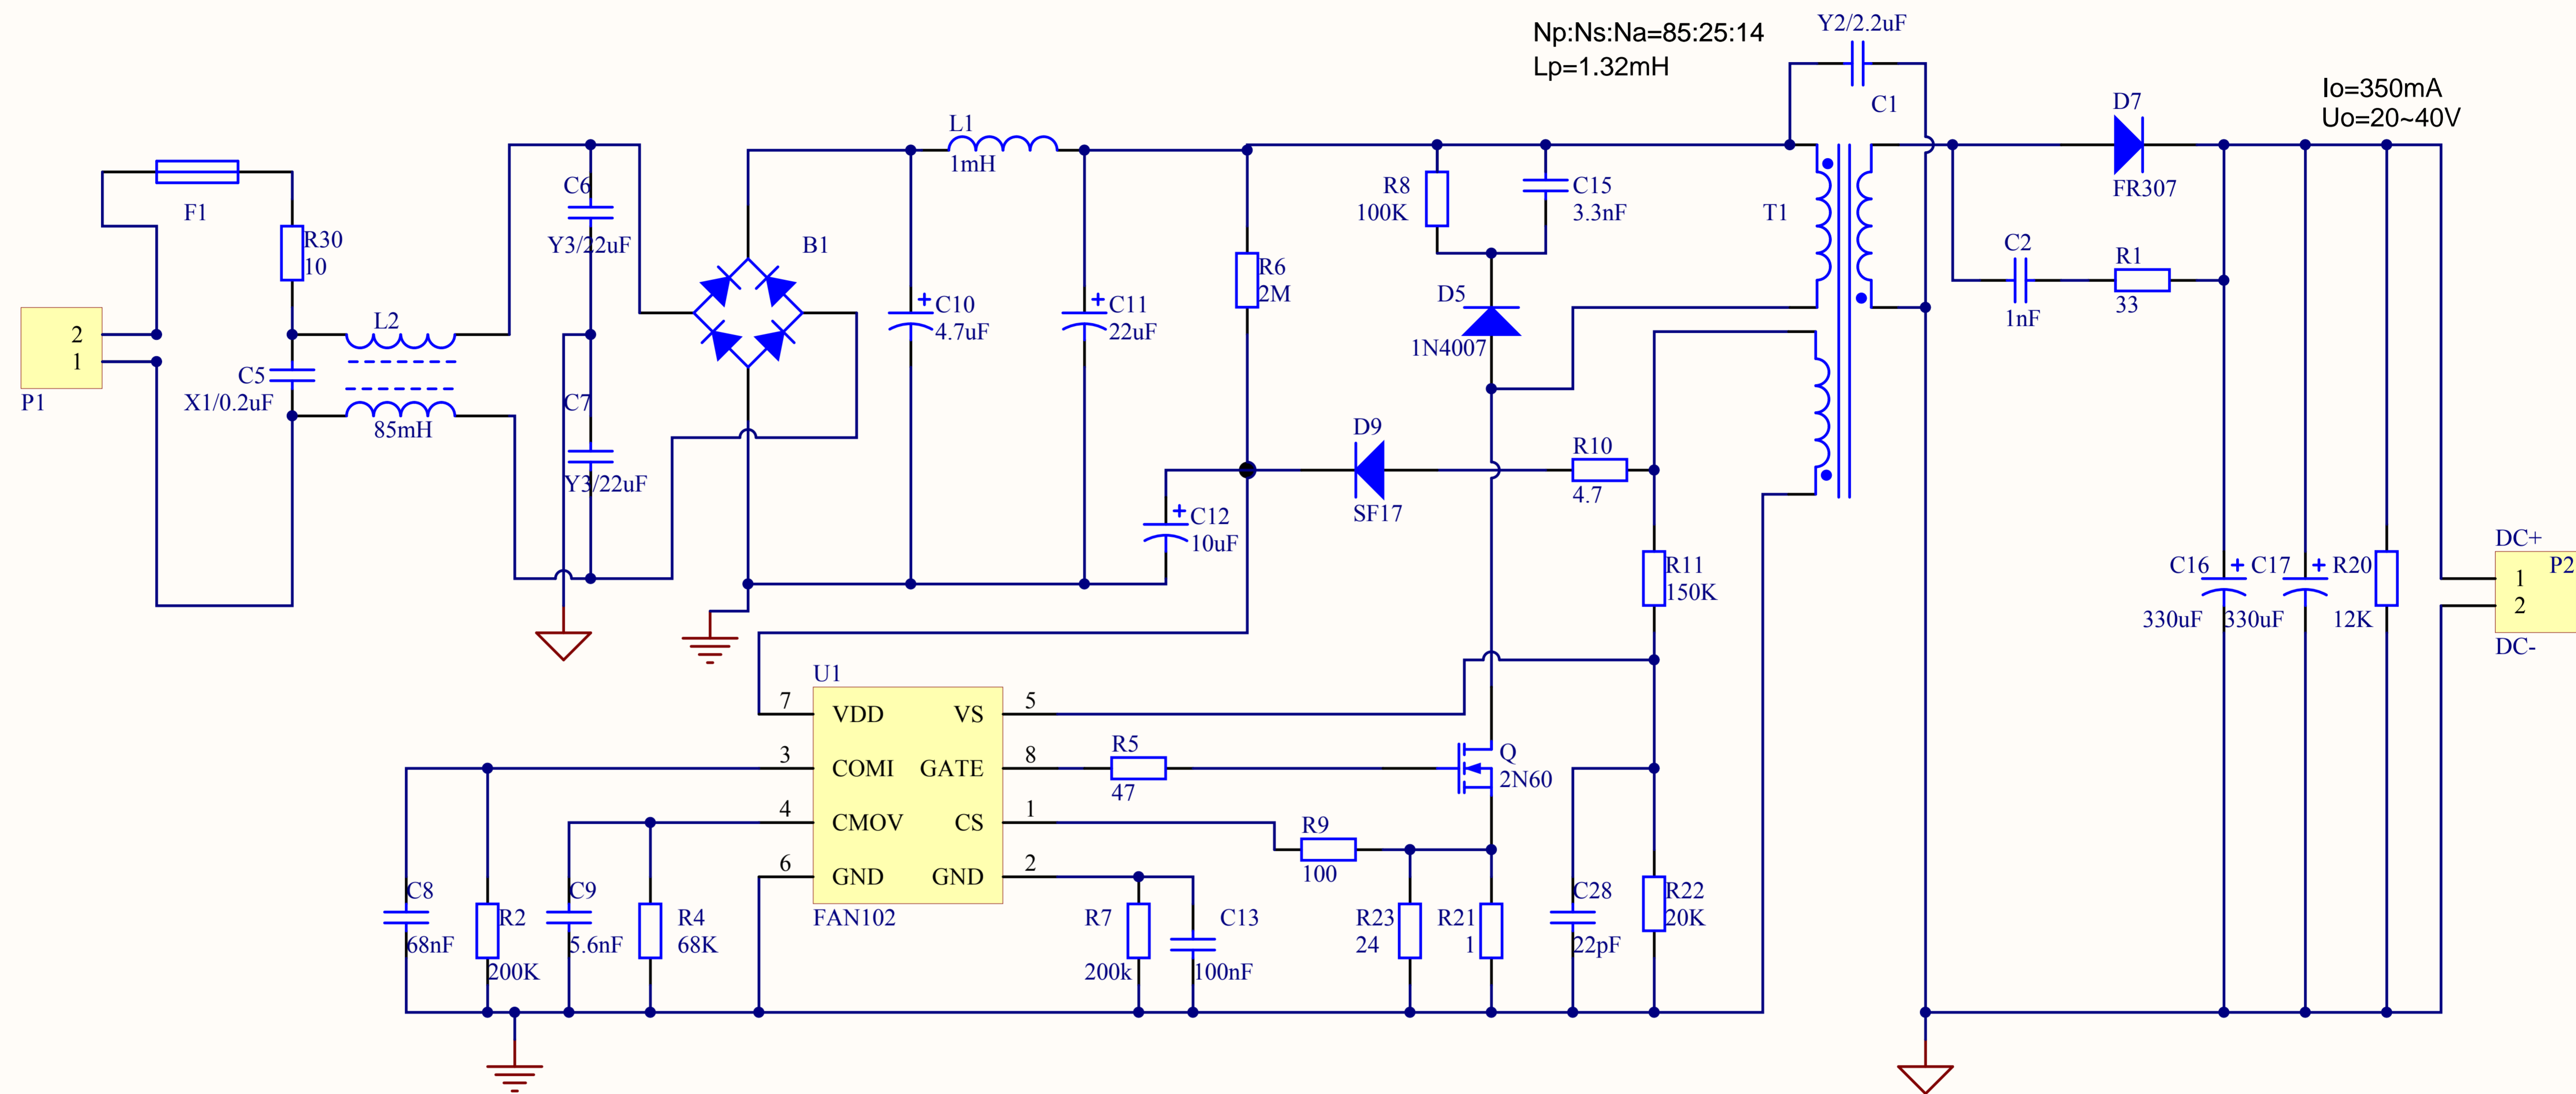 Np:Ns:Na=85:25:14
Lp=1.32mH
Y2/2.2uF
C1
Io=350mA
Uo=20~40V
D7
FR307
F1
R30
10
L2
85mH
C5
X1/0.2uF
2
1
P1
C6
Y3/22uF
C7
Y3/22uF
B1
L1
1mH
C10
4.7uF
C11
22uF
R6
2M
R8
100K
C15
3.3nF
D5
1N4007
T1
C2
1nF
R1
33
D9
SF17
R10
4.7
C12
10uF
R11
150K
C16
330uF
C17
330uF
R20
12K
DC+
P2
1
2
DC-
U1
7
VDD
VS
5
3
COMI
GATE
8
4
CMOV
CS
1
6
GND
GND
2
FAN102
R5
47
Q
2N60
R9
100
C8
68nF
R2
200K
C9
5.6nF
R4
68K
R7
200k
C13
100nF
R23
24
R21
1
C28
22pF
R22
20K